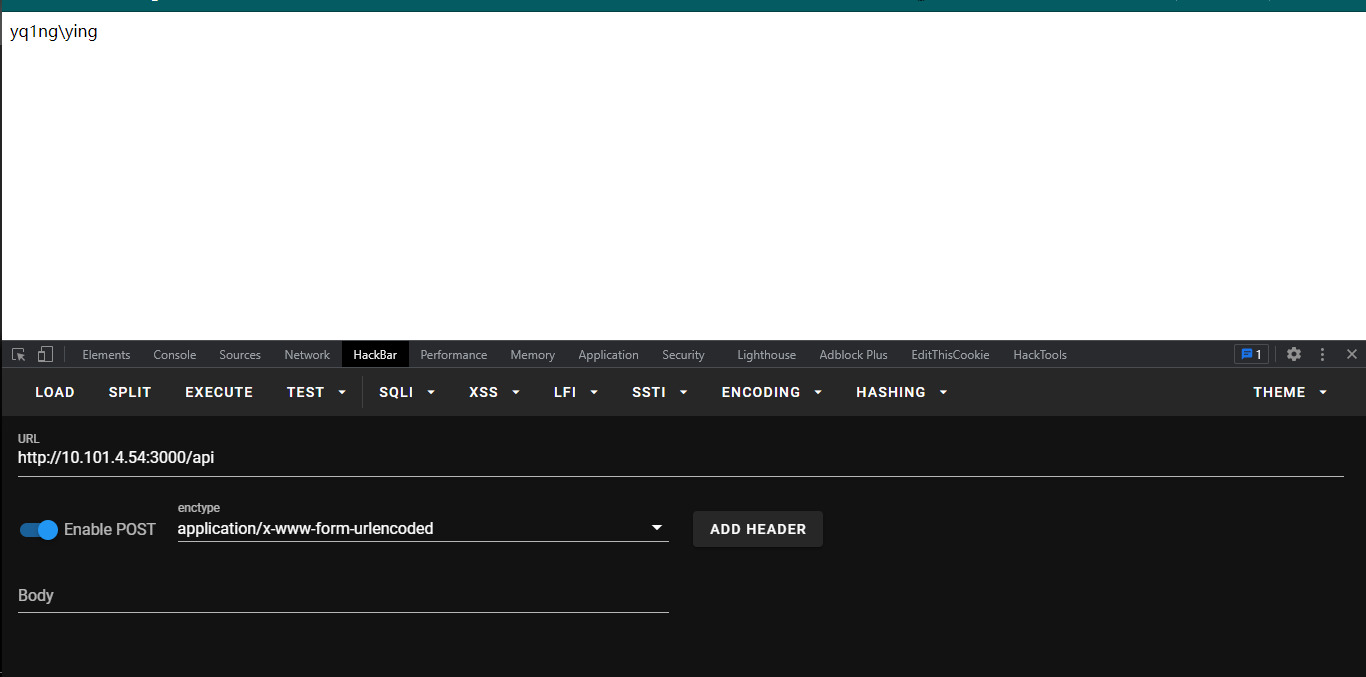 yq1ng\ying
Elements Console Sources Network HackBar Performance Memory Application Security Lighthouse Adblock Plus EditThisCookie HackTools 1
LOAD SPLIT EXECUTE TEST SQLI XSS LFI SSTI ENCODING HASHING THEME
URL
http://10.101.4.54:3000/api
enctype
Enable POST application/x-www-form-urlencoded ADD HEADER
Body